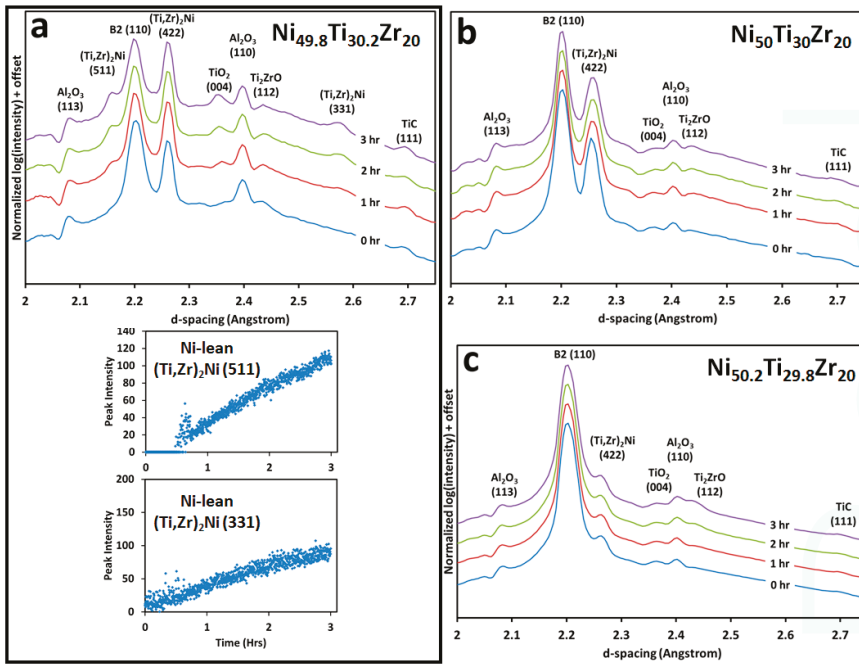 a
Ni49.8Ti30.2Zr20
Al2O3
(113)
(Ti,Zr)2Ni
(511)
B2 (110)
(Ti,Zr)2Ni
(422)
TiO2
(004)
Al2O3
(110)
Ti2ZrO
(112)
(Ti,Zr)2Ni
(331)
TiC
(111)
3 hr
2 hr
1 hr
0 hr
Normalized log(intensity) + offset
2 2.1 2.2 2.3 2.4 2.5 2.6 2.7
d-spacing (Angstrom)
Ni-lean
(Ti,Zr)2Ni (511)
Peak Intensity
140
120
100
80
60
40
20
0
0 1 2 3
Ni-lean
(Ti,Zr)2Ni (331)
Peak Intensity
200
150
100
50
0
0 1 2 3
Time (Hrs)
b
Ni50Ti30Zr20
Al2O3
(113)
B2 (110)
(Ti,Zr)2Ni
(422)
TiO2
(004)
Al2O3
(110)
Ti2ZrO
(112)
TiC
(111)
3 hr
2 hr
1 hr
0 hr
Normalized log(intensity) + offset
2 2.1 2.2 2.3 2.4 2.5 2.6 2.7
d-spacing (Angstrom)
c
Ni50.2Ti29.8Zr20
Al2O3
(113)
B2 (110)
(Ti,Zr)2Ni
(422)
TiO2
(004)
Al2O3
(110)
Ti2ZrO
(112)
TiC
(111)
3 hr
2 hr
1 hr
0 hr
Normalized log(intensity) + offset
2 2.1 2.2 2.3 2.4 2.5 2.6 2.7
d-spacing (Angstrom)